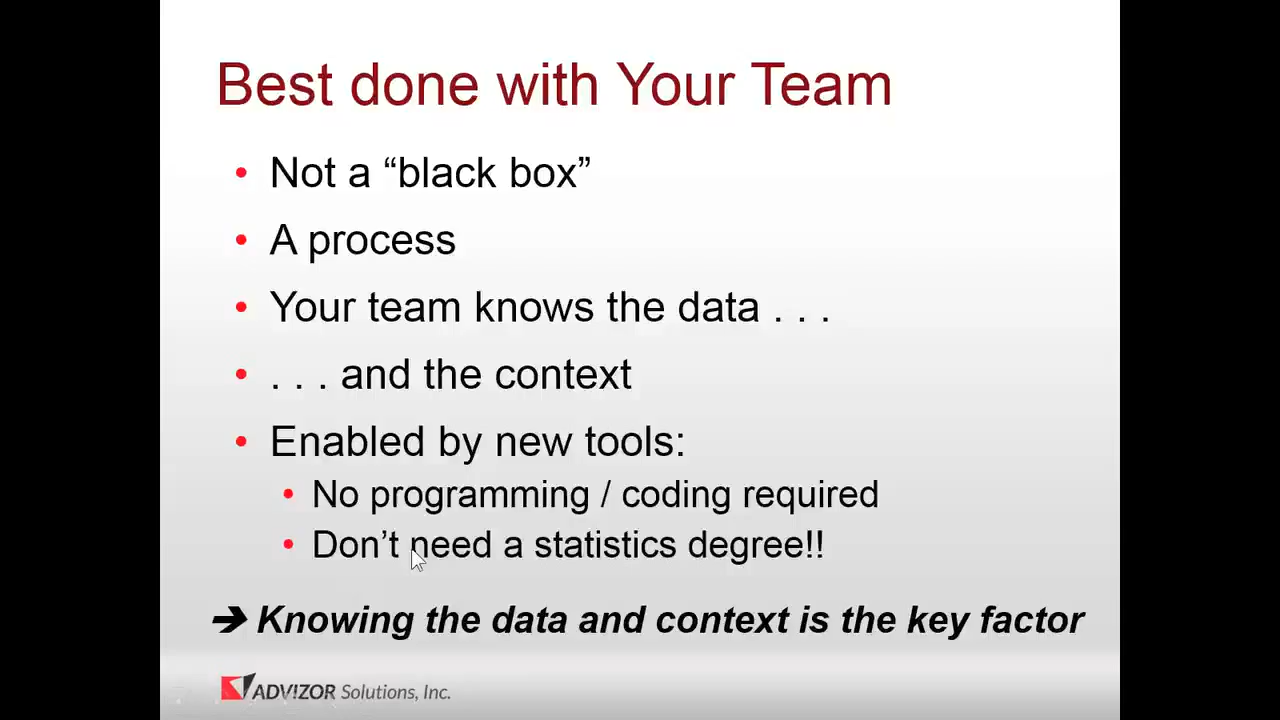 Best done with Your Team
• Not a “black box”
• A process
• Your team knows the data . . .
• . . . and the context
• Enabled by new tools:
• No programming / coding required
• Don’t need a statistics degree!!
➔ Knowing the data and context is the key factor
ADVIZOR Solutions, Inc.